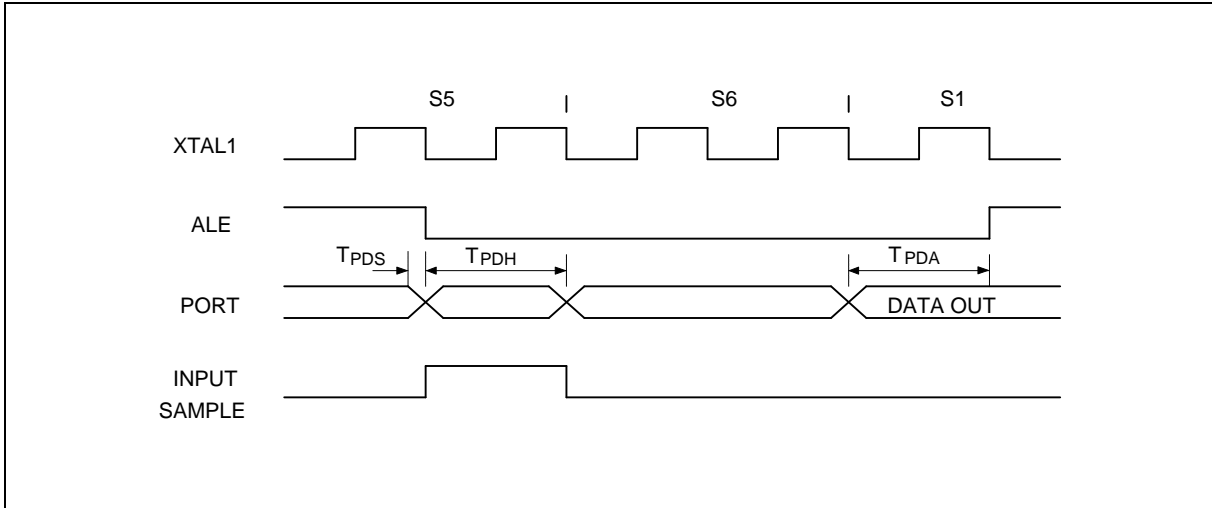 S5 | S6 | S1
XTAL1
ALE
TPDS TPDH TPDA
PORT DATA OUT
INPUT
SAMPLE